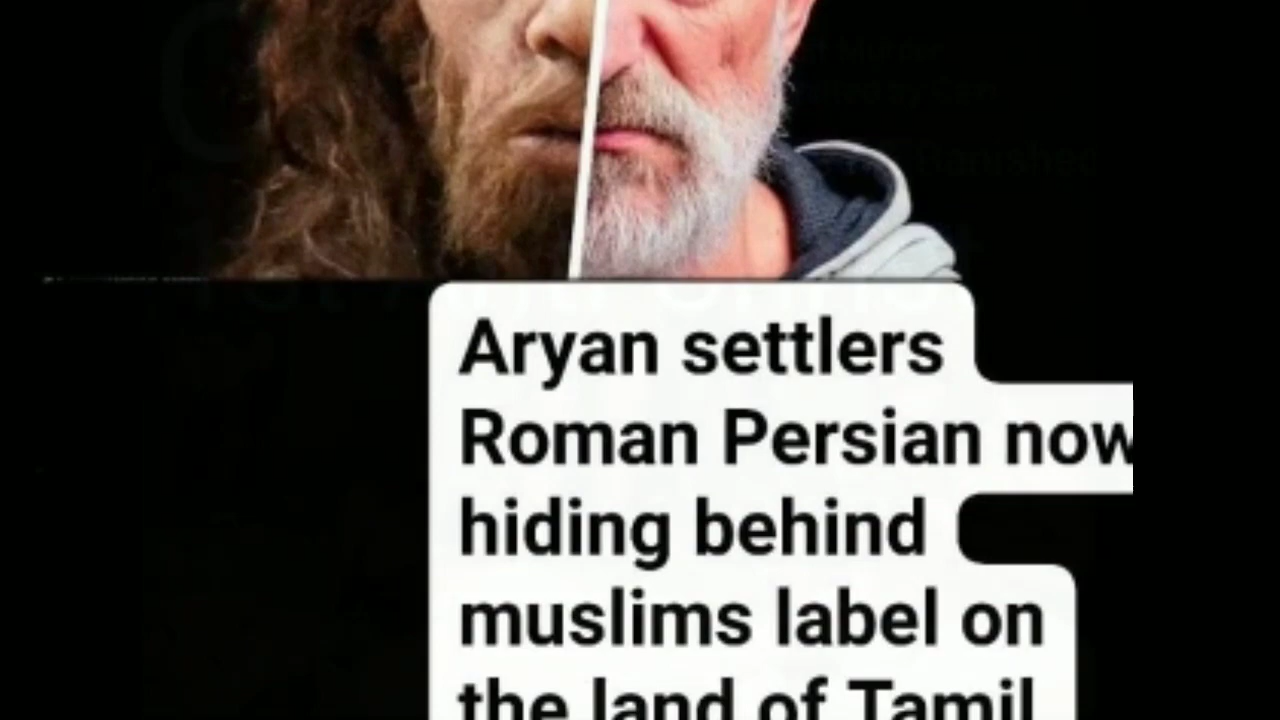 Aryan settlers
Roman Persian now
hiding behind
muslims label on
the land of Tamil